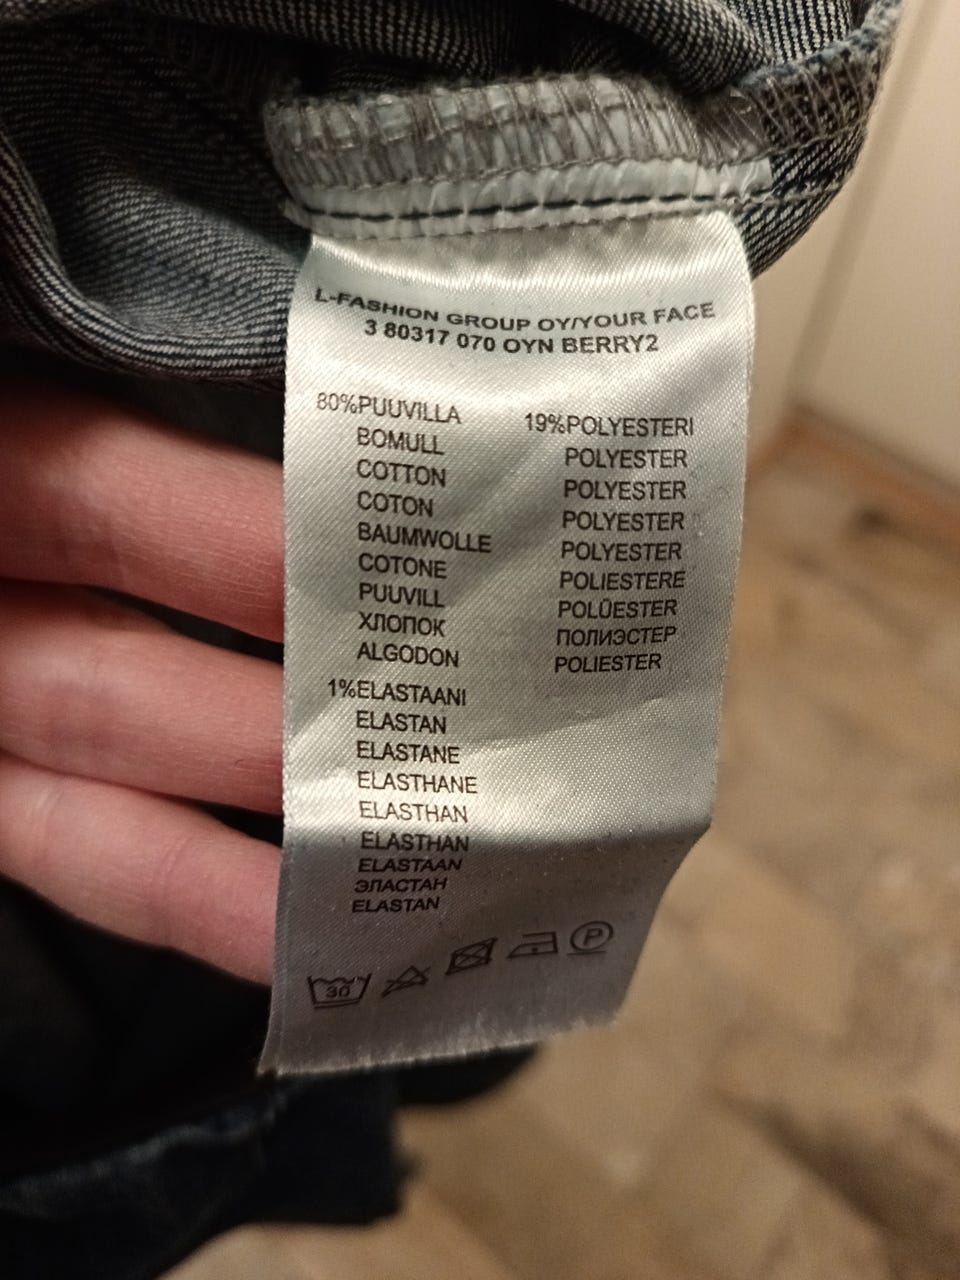 L-FASHION GROUP OY/YOUR FACE
3 80317 070 OYN BERRY2
80%PUUVILLA
BOMULL
COTTON
COTON
BAUMWOLLE
COTONE
PUUVILL
ХЛОПОК
ALGODON
19%POLYESTERI
POLYESTER
POLYESTER
POLYESTER
POLYESTER
POLIESTERE
POLÜESTER
ПОЛИЭСТЕР
POLIESTER
1%ELASTAANI
ELASTAN
ELASTANE
ELASTHANE
ELASTHAN
ELASTHAN
ELASTAAN
ЭЛАСТАН
ELASTAN
30 P